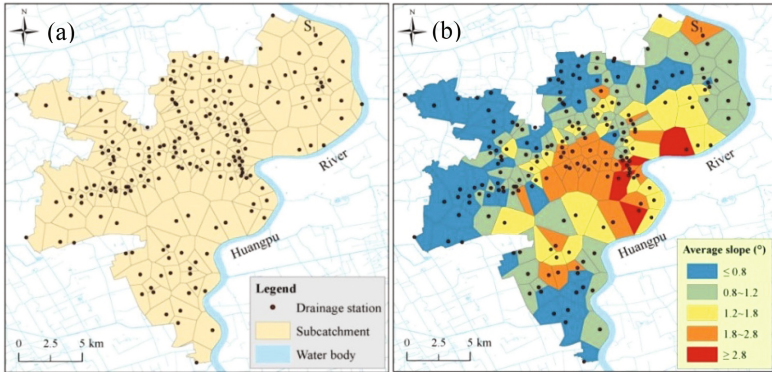 N
(a)
S1
River
Huangpu
Legend
Drainage station
Subcatchment
Water body
0 2.5 5 km
N
(b)
S1
River
Huangpu
Average slope (°)
≤ 0.8
0.8~1.2
1.2~1.8
1.8~2.8
≥ 2.8
0 2.5 5 km